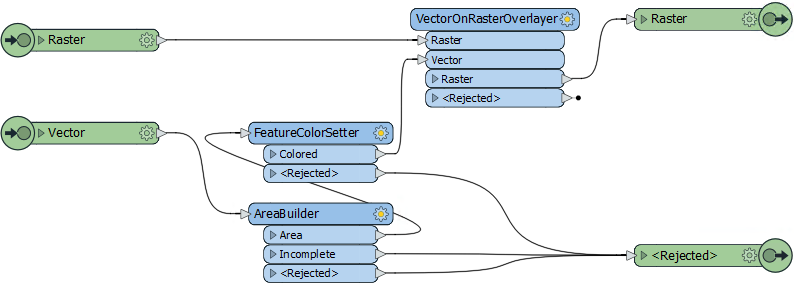 VectorOnRasterOverlayer
Raster
Raster
Raster
Vector
Raster
<Rejected>
Vector
FeatureColorSetter
Colored
<Rejected>
AreaBuilder
Area
Incomplete
<Rejected>
<Rejected>